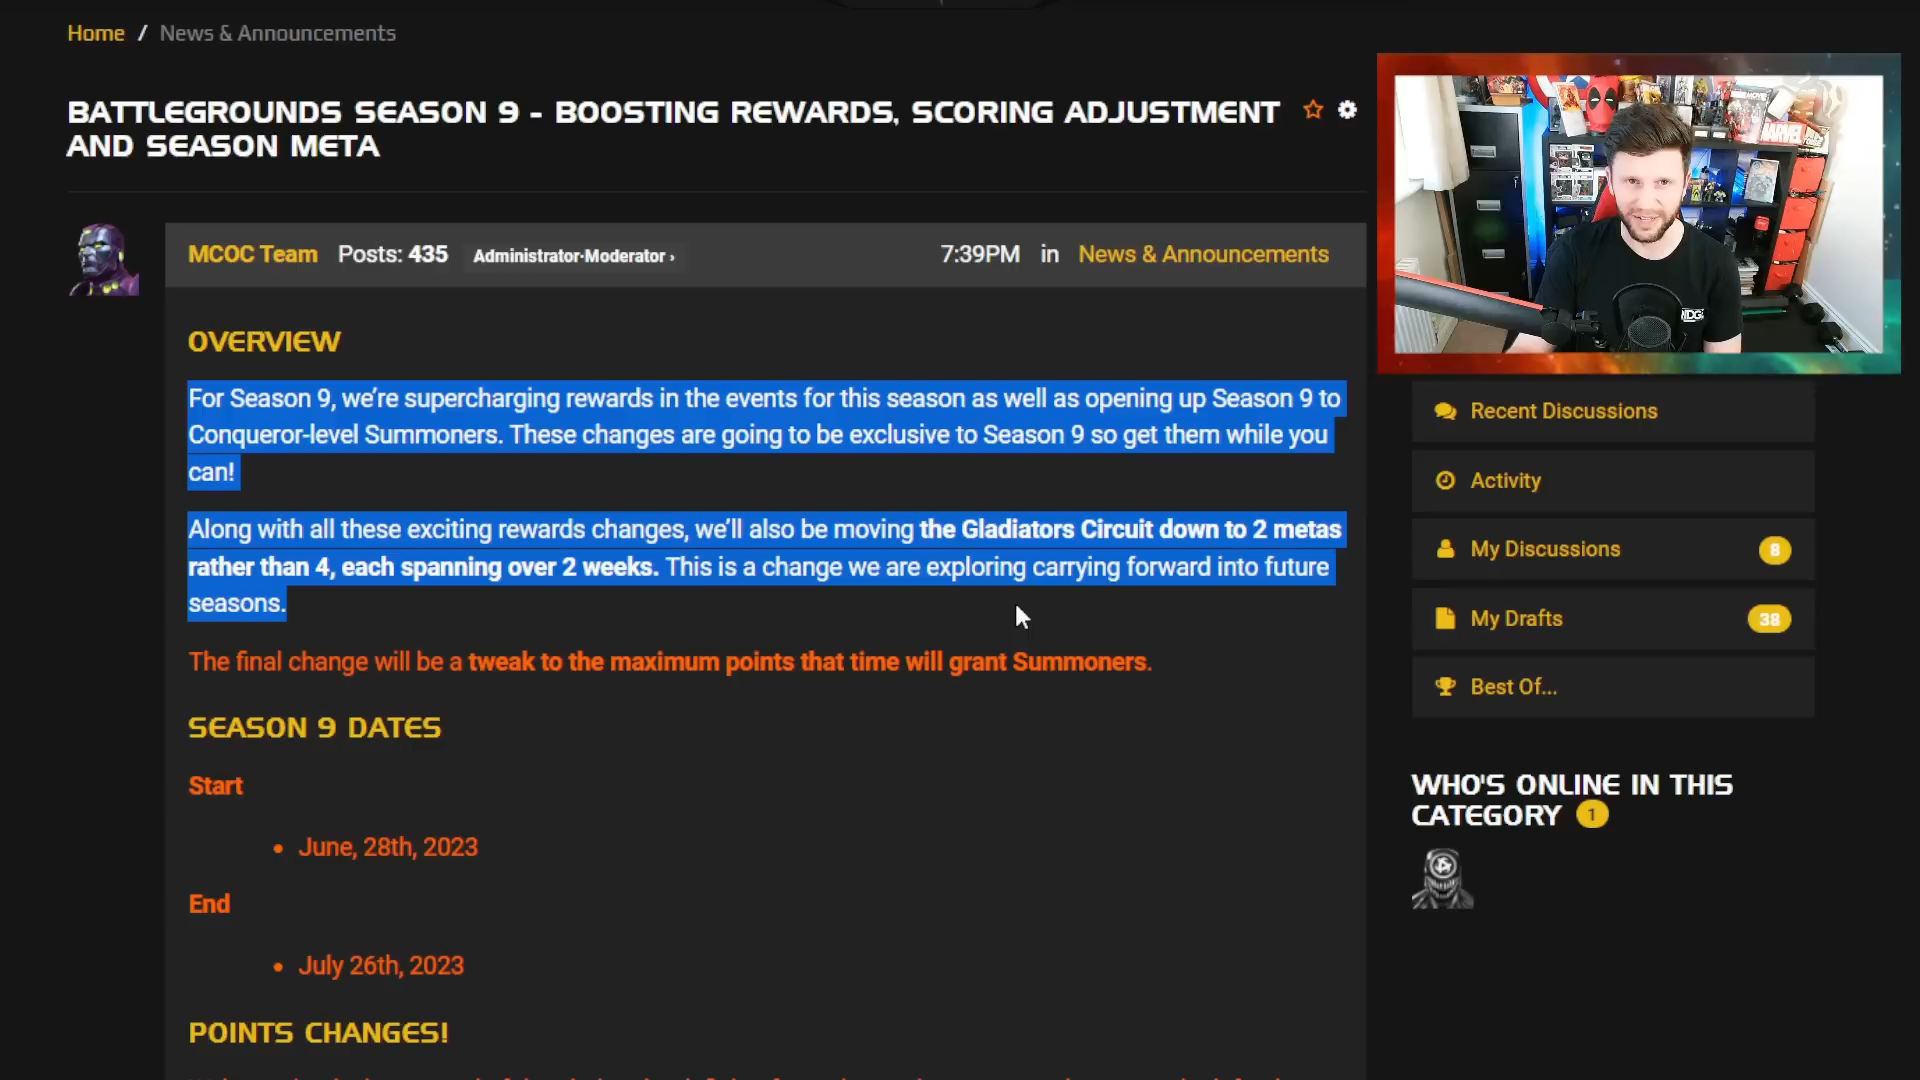 Home / News & Announcements
BATTLEGROUNDS SEASON 9 - BOOSTING REWARDS, SCORING ADJUSTMENT
AND SEASON META
MCOC Team Posts: 435 Administrator·Moderator › 7:39PM in News & Announcements
OVERVIEW
For Season 9, we’re supercharging rewards in the events for this season as well as opening up Season 9 to
Conqueror-level Summoners. These changes are going to be exclusive to Season 9 so get them while you
can!
Along with all these exciting rewards changes, we’ll also be moving the Gladiators Circuit down to 2 metas
rather than 4, each spanning over 2 weeks. This is a change we are exploring carrying forward into future
seasons.
The final change will be a tweak to the maximum points that time will grant Summoners.
SEASON 9 DATES
Start
• June, 28th, 2023
End
• July 26th, 2023
POINTS CHANGES!
MARVEL
Recent Discussions
Activity
My Discussions 8
My Drafts 38
Best Of...
WHO'S ONLINE IN THIS
CATEGORY 1